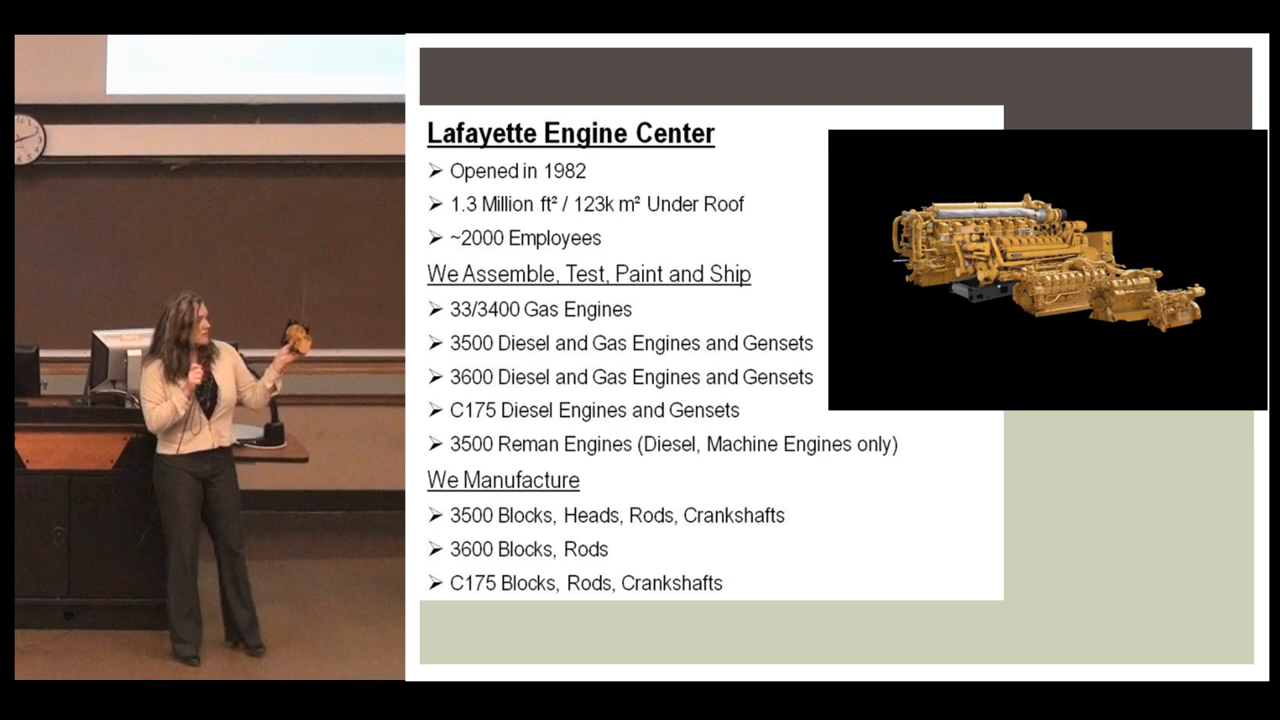 Lafayette Engine Center
➢ Opened in 1982
➢ 1.3 Million ft² / 123k m² Under Roof
➢ ~2000 Employees
We Assemble, Test, Paint and Ship
➢ 33/3400 Gas Engines
➢ 3500 Diesel and Gas Engines and Gensets
➢ 3600 Diesel and Gas Engines and Gensets
➢ C175 Diesel Engines and Gensets
➢ 3500 Reman Engines (Diesel, Machine Engines only)
We Manufacture
➢ 3500 Blocks, Heads, Rods, Crankshafts
➢ 3600 Blocks, Rods
➢ C175 Blocks, Rods, Crankshafts